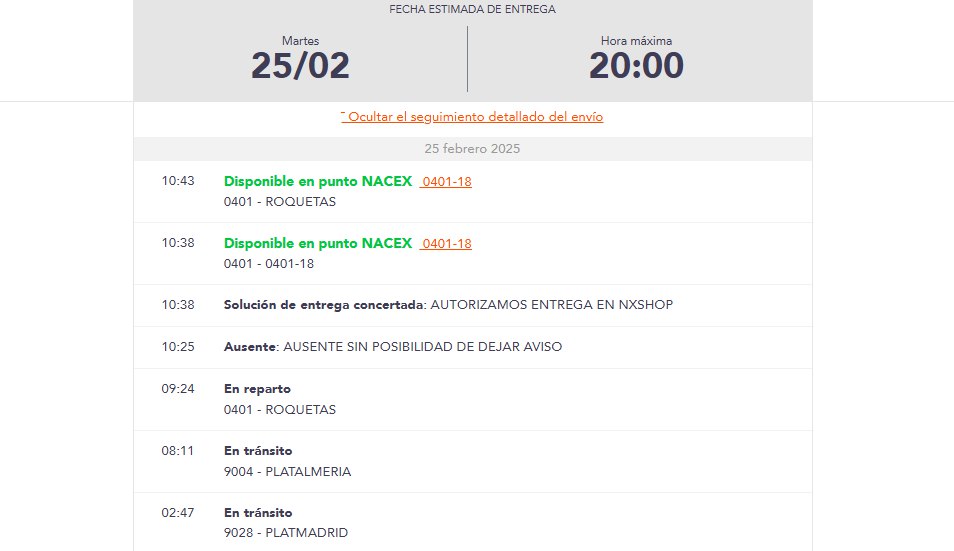 FECHA ESTIMADA DE ENTREGA
Martes
25/02
Hora máxima
20:00
¯ Ocultar el seguimiento detallado del envío
25 febrero 2025
10:43 Disponible en punto NACEX 0401-18
0401 - ROQUETAS
10:38 Disponible en punto NACEX 0401-18
0401 - 0401-18
10:38 Solución de entrega concertada: AUTORIZAMOS ENTREGA EN NXSHOP
10:25 Ausente: AUSENTE SIN POSIBILIDAD DE DEJAR AVISO
09:24 En reparto
0401 - ROQUETAS
08:11 En tránsito
9004 - PLATALMERIA
02:47 En tránsito
9028 - PLATMADRID